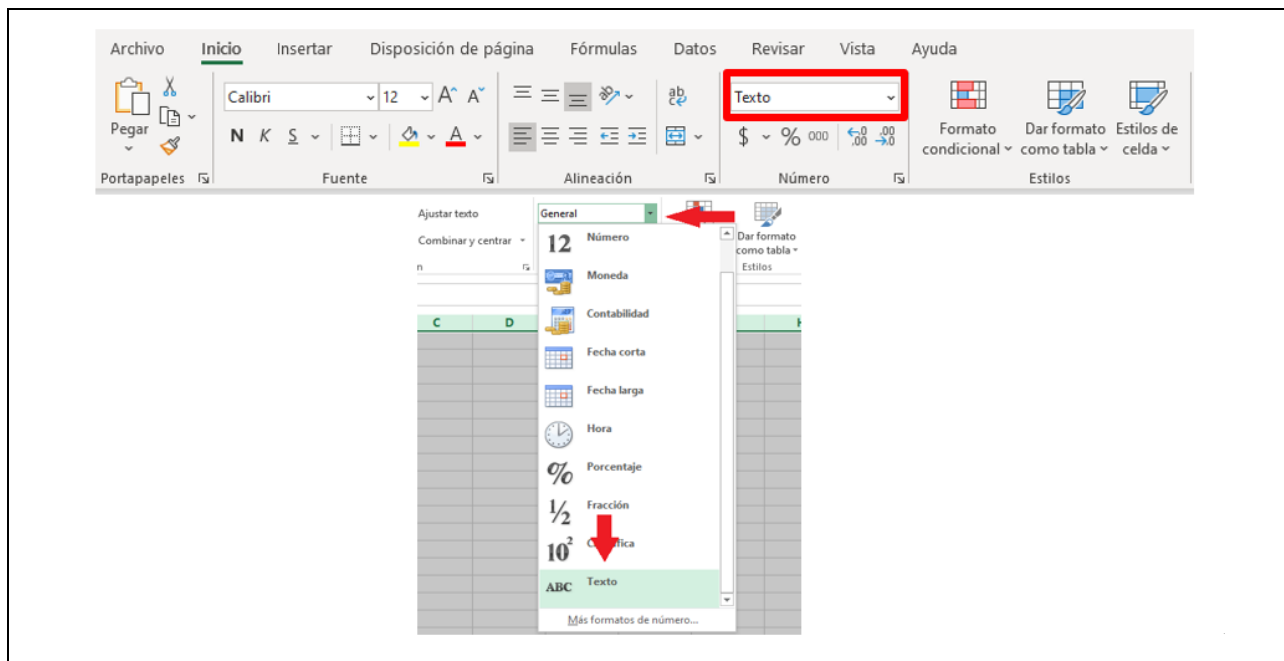 Archivo Inicio Insertar Disposición de página Fórmulas Datos Revisar Vista Ayuda
Calibri 12 A A ab Texto
Pegar N K S A $ % 000 ,00 ,0 Formato condicional Dar formato como tabla Estilos de celda
Portapapeles Fuente Alineación Número Estilos
Ajustar texto General
Combinar y centrar 12 Número Dar formato como tabla
n Estilos
Moneda
C D Contabilidad
Fecha corta
Fecha larga
Hora
% Porcentaje
1/2 Fracción
10²
ABC Texto
Más formatos de número...